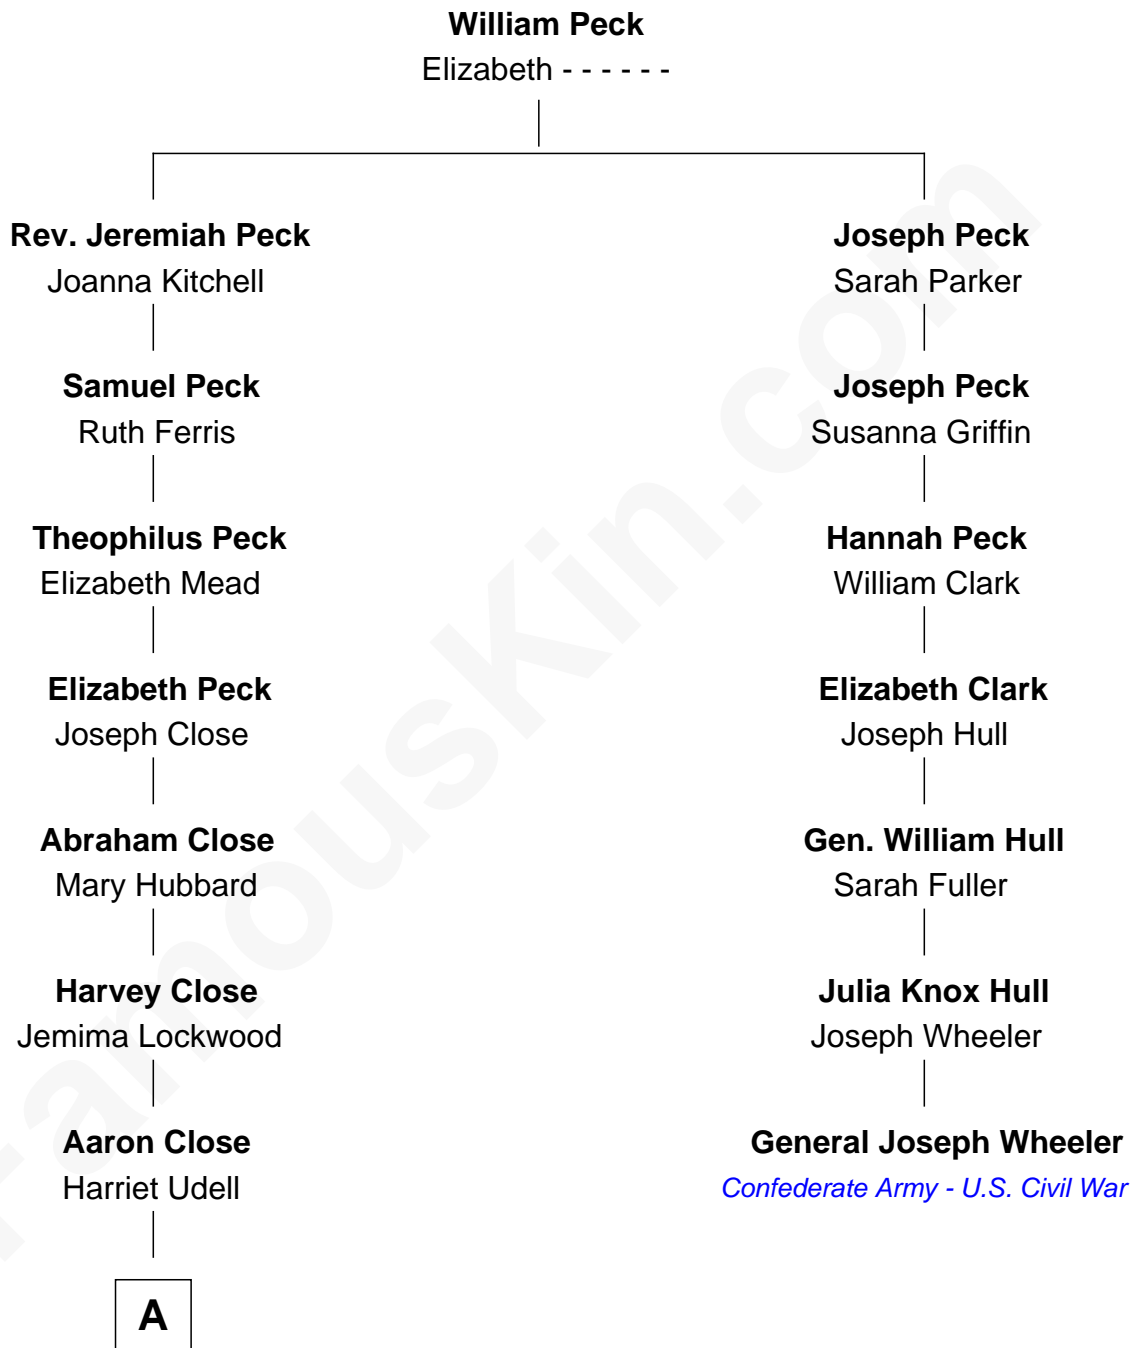 William Peck
Elizabeth - - - - - -
Rev. Jeremiah Peck
Joanna Kitchell
Joseph Peck
Sarah Parker
Samuel Peck
Ruth Ferris
Joseph Peck
Susanna Griffin
Theophilus Peck
Elizabeth Mead
Hannah Peck
William Clark
Elizabeth Peck
Joseph Close
Elizabeth Clark
Joseph Hull
Abraham Close
Mary Hubbard
Gen. William Hull
Sarah Fuller
Harvey Close
Jemima Lockwood
Julia Knox Hull
Joseph Wheeler
Aaron Close
Harriet Udell
General Joseph Wheeler
Confederate Army - U.S. Civil War
A
FamousKin.com